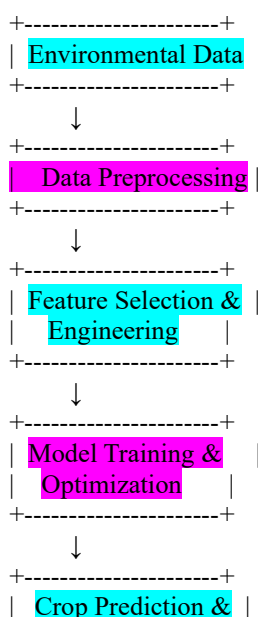 +----------------------+
| Environmental Data
+----------------------+
↓
+----------------------+
| Data Preprocessing |
+----------------------+
↓
+----------------------+
| Feature Selection & |
| Engineering |
+----------------------+
↓
+----------------------+
| Model Training & |
| Optimization |
+----------------------+
↓
+----------------------+
| Crop Prediction & |